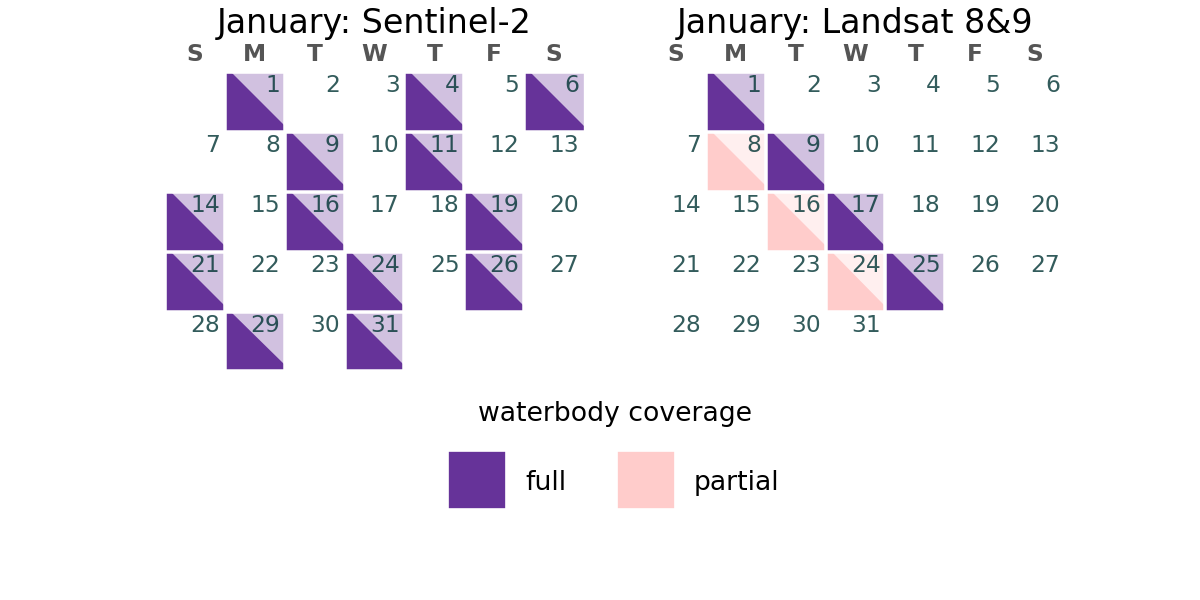 January: Sentinel-2
S M T W T F S
1 2 3 4 5 6
7 8 9 10 11 12 13
14 15 16 17 18 19 20
21 22 23 24 25 26 27
28 29 30 31
January: Landsat 8&9
S M T W T F S
1 2 3 4 5 6
7 8 9 10 11 12 13
14 15 16 17 18 19 20
21 22 23 24 25 26 27
28 29 30 31
waterbody coverage
full partial